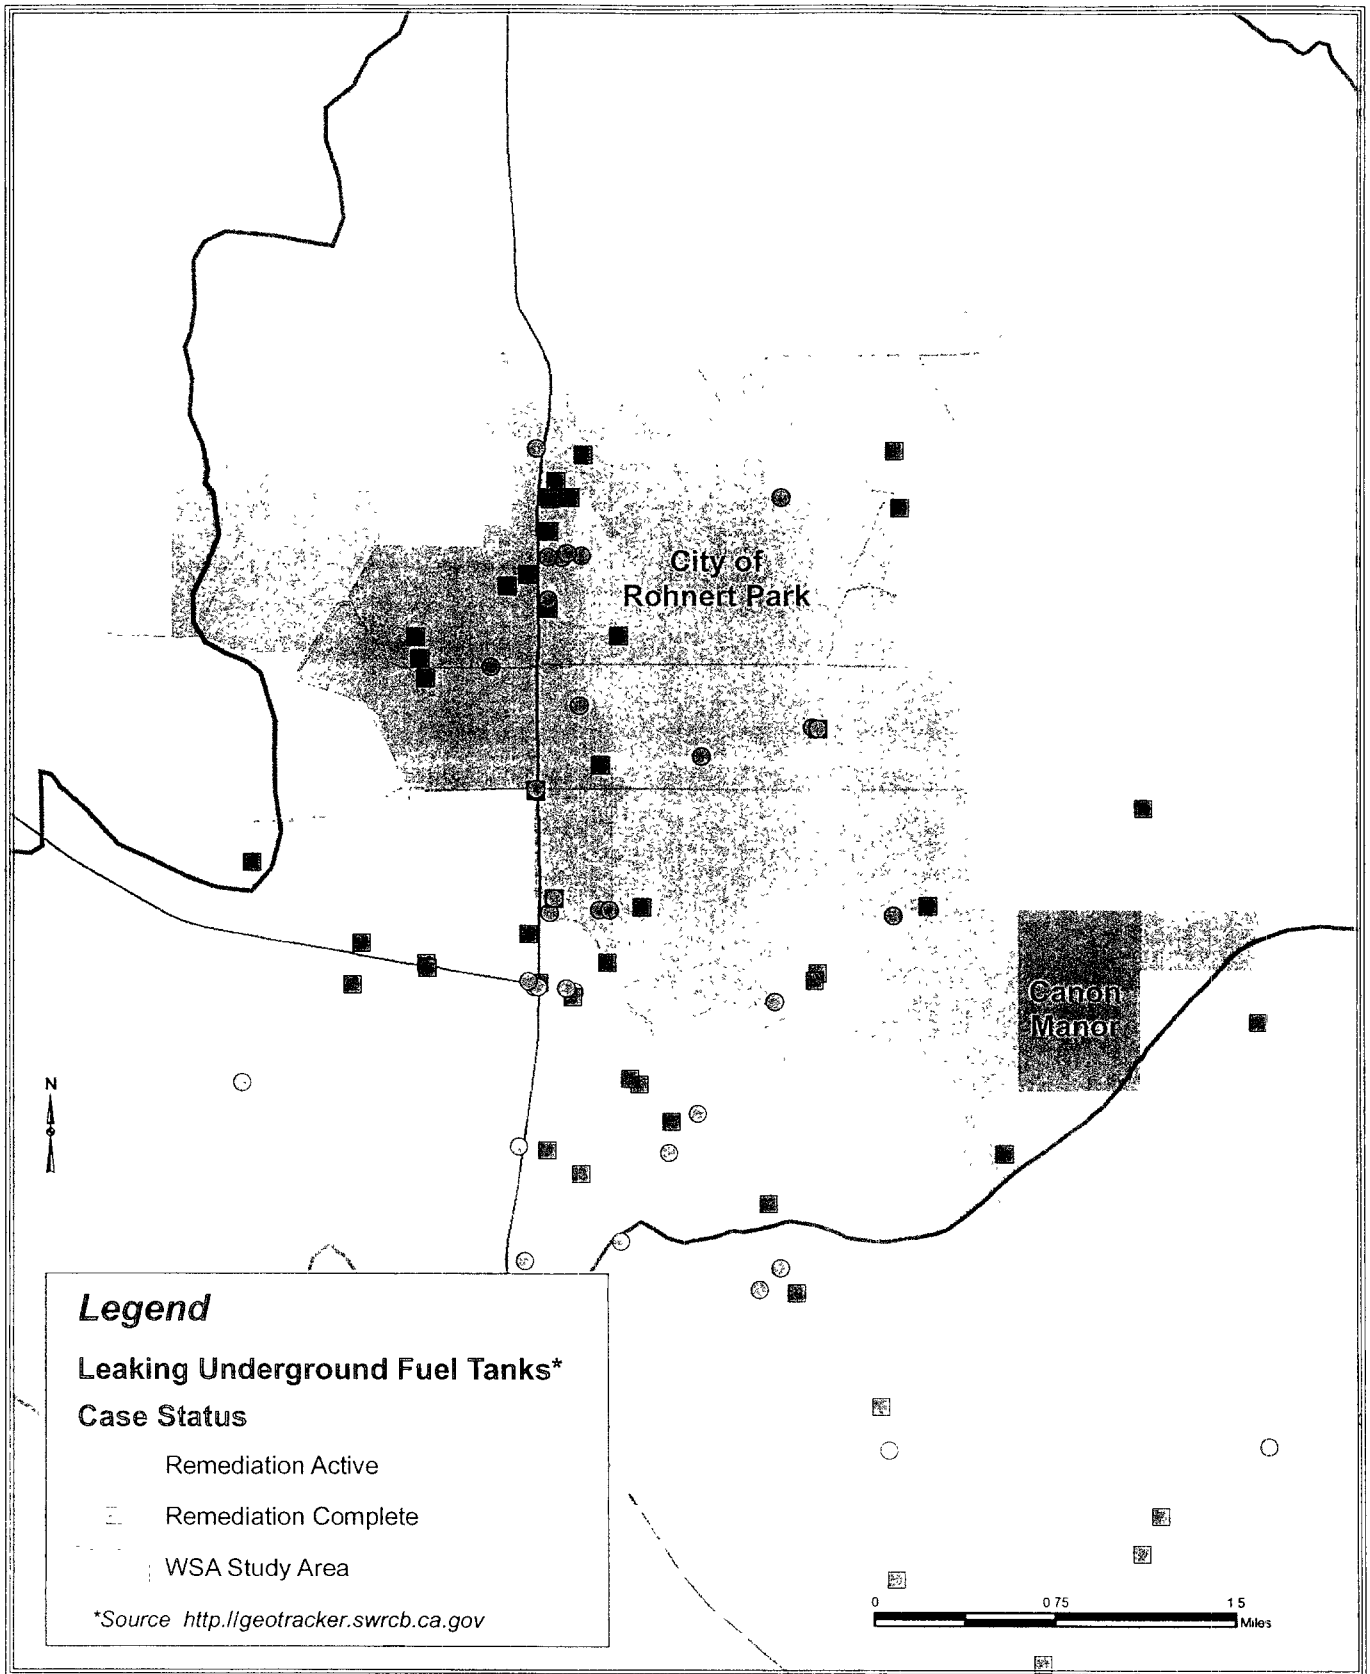 City of
Rohnert Park
Canon
Manor
N
Legend
Leaking Underground Fuel Tanks*
Case Status
Remediation Active
Remediation Complete
WSA Study Area
*Source http.//geotracker.swrcb.ca.gov
0 0 75 1 5
Miles